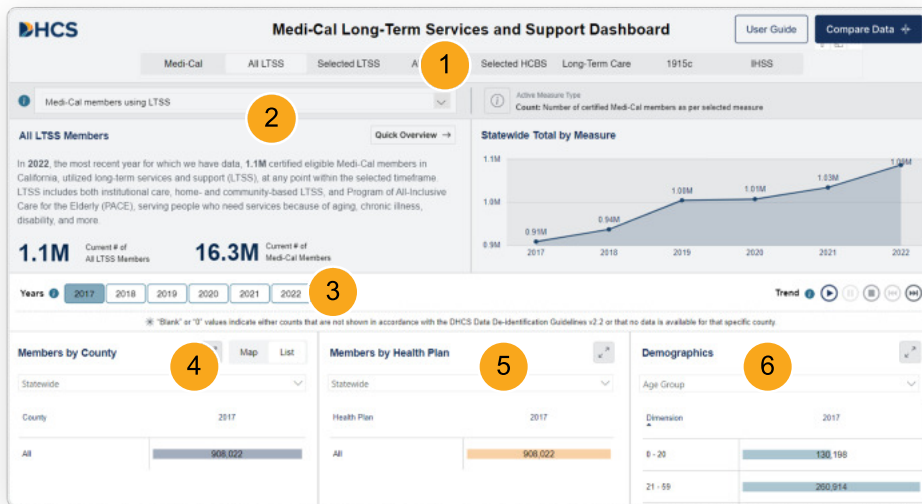 DHCS
Medi-Cal Long-Term Services and Support Dashboard
User Guide
Compare Data
Medi-Cal
All LTSS
Selected LTSS
A
1
Selected HCBS
Long-Term Care
1915c
IHSS
Medi-Cal members using LTSS
2
Active Measure Type
Count: Number of certified Medi-Cal members as per selected measure
All LTSS Members
Quick Overview →
In 2022, the most recent year for which we have data, 1.1M certified eligible Medi-Cal members in
California, utilized long-term services and support (LTSS), at any point within the selected timeframe.
LTSS includes both institutional care, home- and community-based LTSS, and Program of All-Inclusive
Care for the Elderly (PACE), serving people who need services because of aging, chronic illness,
disability, and more.
1.1M
Current # of
All LTSS Members
16.3M
Current # of
Medi-Cal Members
Statewide Total by Measure
1.1M
1.0M
0.9M
0.91M
0.94M
1.00M
1.01M
1.03M
1.08M
2017
2018
2019
2020
2021
2022
Years
2017
2018
2019
2020
2021
2022
3
Trend
"Blank" or "0" values indicate either counts that are not shown in accordance with the DHCS Data De-identification Guidelines v2.2 or that no data is available for that specific county.
Members by County
4
Map
List
Statewide
County
2017
All
908,022
Members by Health Plan
5
Statewide
Health Plan
2017
All
908,022
Demographics
6
Age Group
Dimension
2017
0 - 20
130,198
21 - 59
260,914